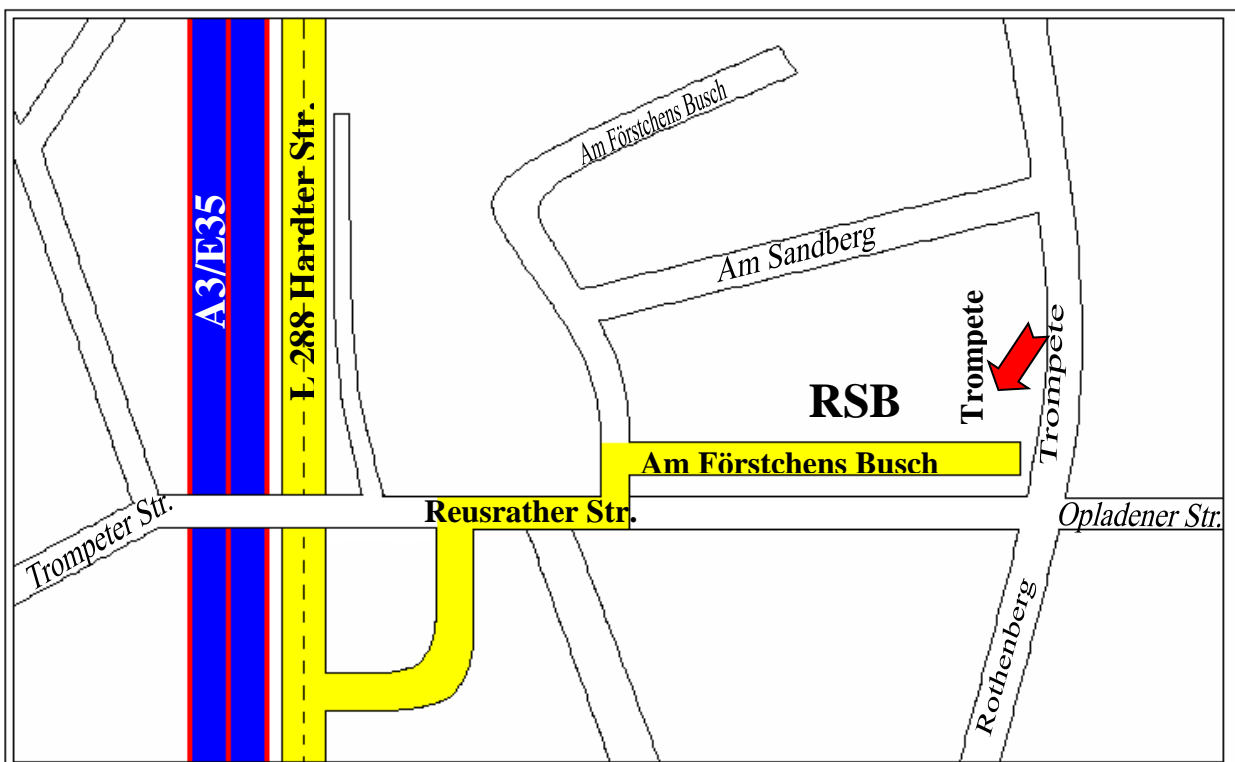 Am Förstchens Busch
A3/E35
L 288 Hardter Str.
Am Sandberg
Trompete
Trompete
RSB
Am Förstchens Busch
Reusrather Str.
Trompeter Str.
Opladener Str.
Rothenberg